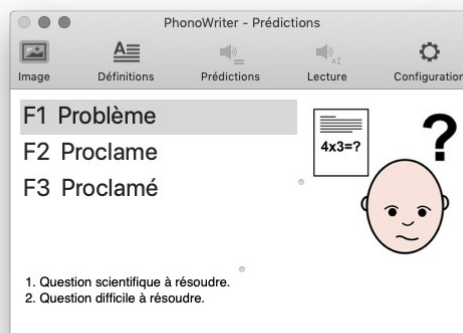 PhonoWriter - Prédictions
Image Définitions Prédictions Lecture Configuration
F1 Problème
F2 Proclame
F3 Proclamé
4x3=?
?
1. Question scientifique à résoudre.
2. Question difficile à résoudre.